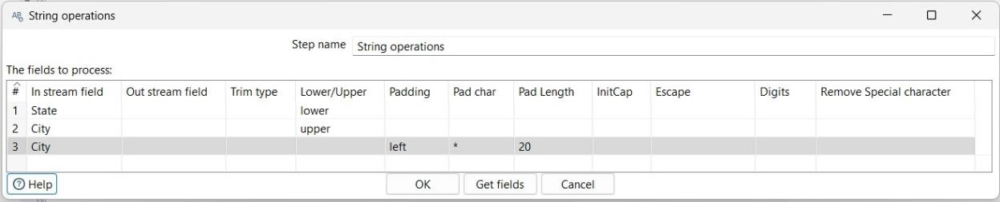 String operations
Step name String operations
The fields to process:
# In stream field Out stream field Trim type Lower/Upper Padding Pad char Pad Length InitCap Escape Digits Remove Special character
1 State lower
2 City upper
3 City left * 20
Help OK Get fields Cancel